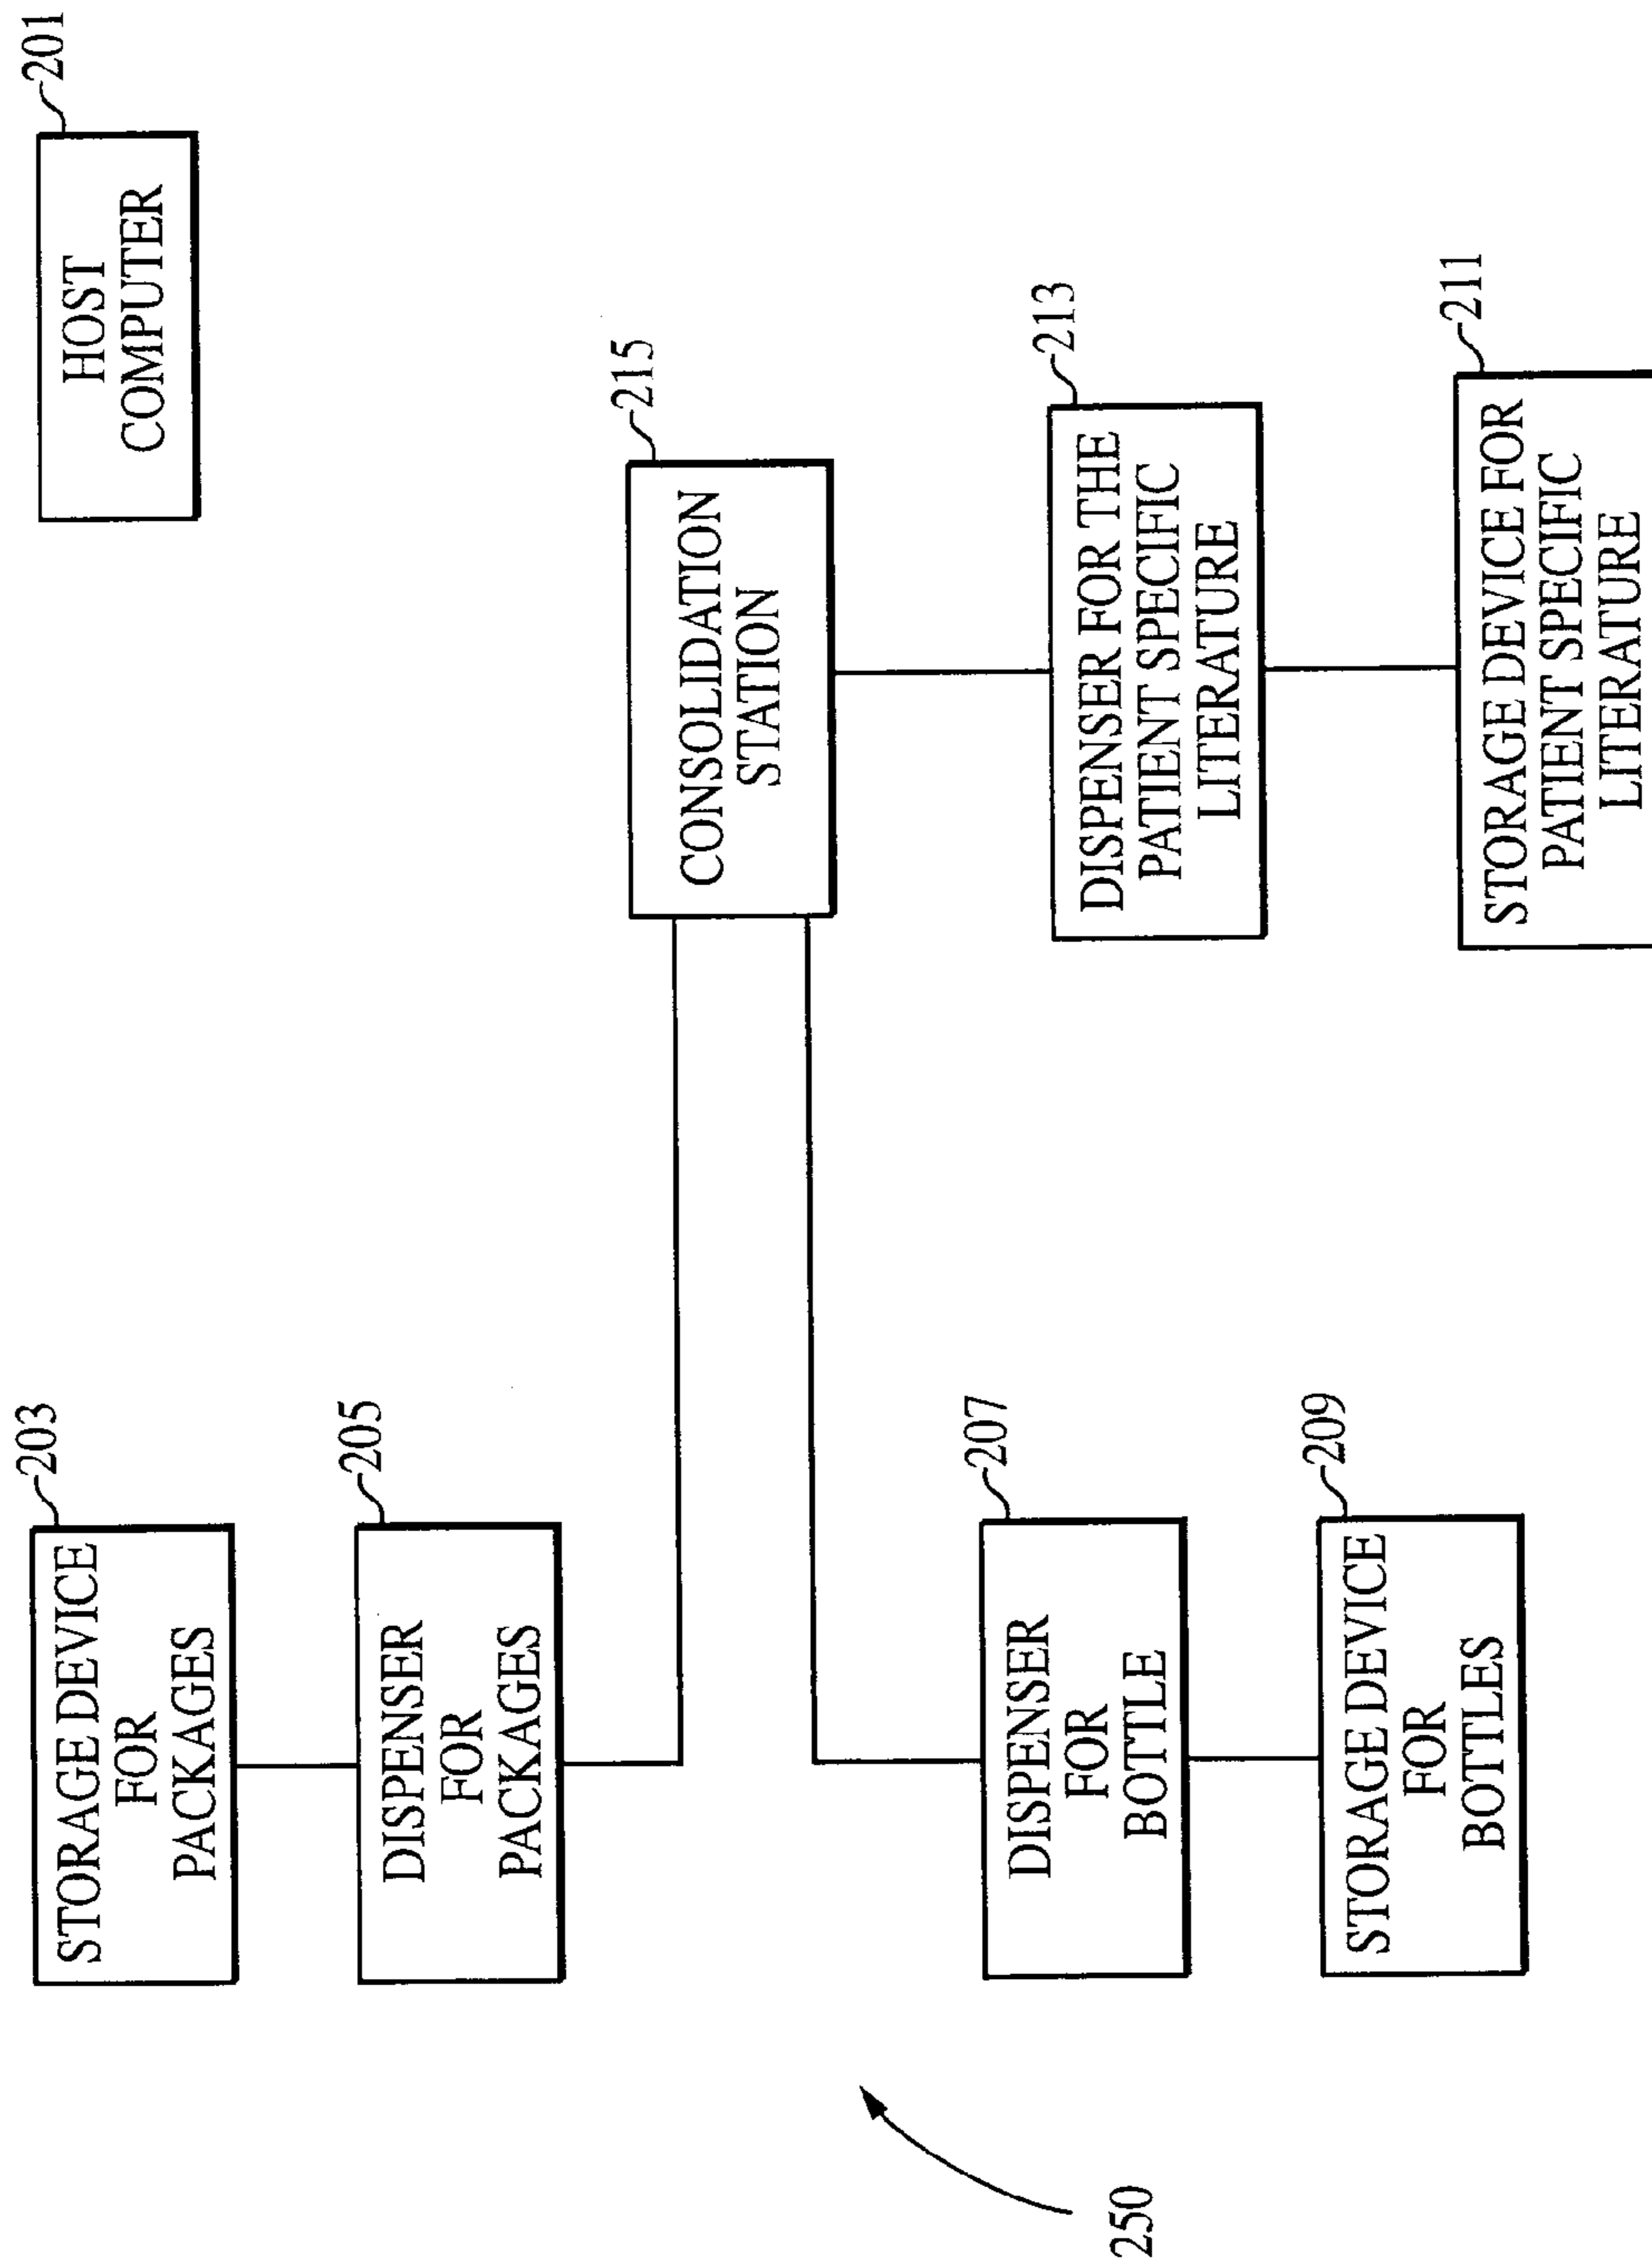 201
HOST
COMPUTER
203
STORAGE DEVICE
FOR
PACKAGES
205
DISPENSER
FOR
PACKAGES
215
CONSOLIDATION
STATION
207
DISPENSER
FOR
BOTTLE
209
STORAGE DEVICE
FOR
BOTTLES
213
DISPENSER FOR THE
PATIENT SPECIFIC
LITERATURE
211
STORAGE DEVICE FOR
PATIENT SPECIFIC
LITERATURE
250